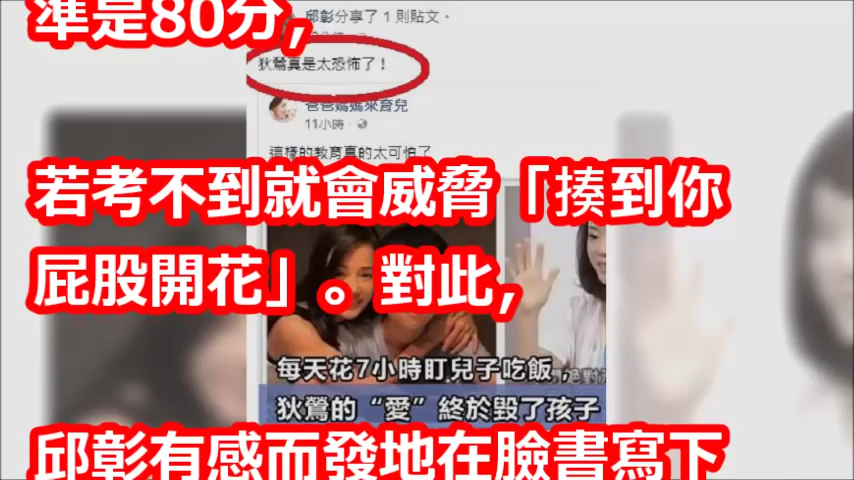 準是80分,
邱彰分享了 1 則貼文。
狄鶯真是太恐怖了！
爸爸媽媽來育兒
11小時 ·
這樣的教育真的太可怕了
若考不到就會威脅「揍到你
屁股開花」。對此,
每天花7小時盯兒子吃飯，
狄鶯的“愛”終於毀了孩子
邱彰有感而發地在臉書寫下